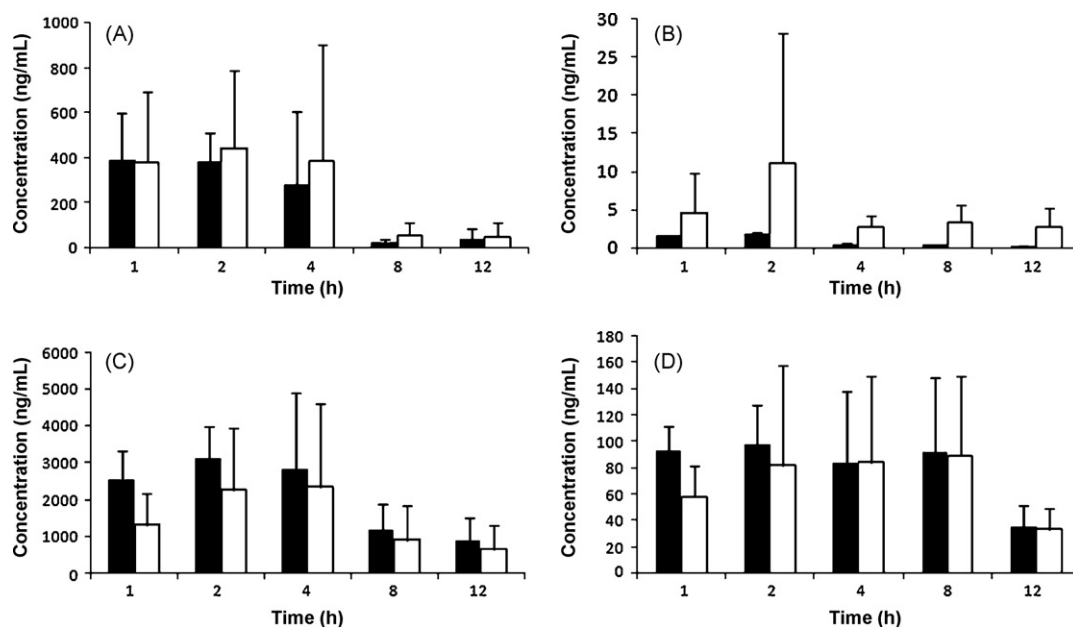 (A)
Concentration (ng/mL)
1000
800
600
400
200
0
1 2 4 8 12
Time (h)
(B)
Concentration (ng/mL)
30
25
20
15
10
5
0
1 2 4 8 12
Time (h)
(C)
Concentration (ng/mL)
6000
5000
4000
3000
2000
1000
0
1 2 4 8 12
Time (h)
(D)
Concentration (ng/mL)
180
160
140
120
100
80
60
40
20
0
1 2 4 8 12
Time (h)